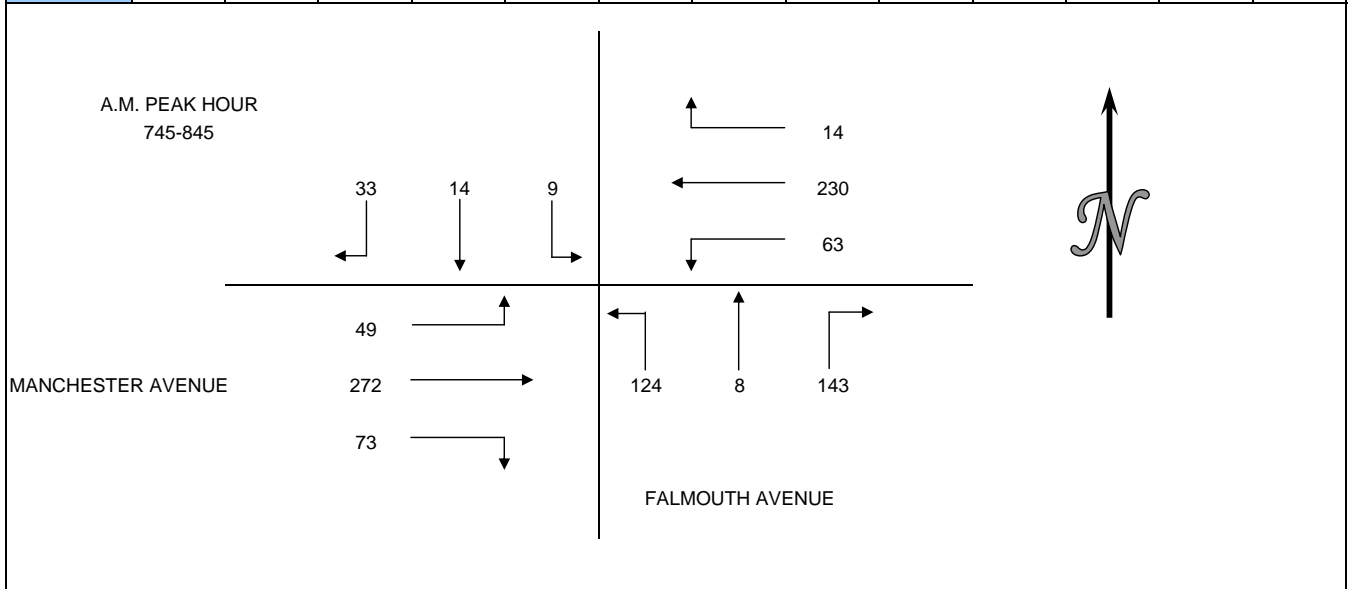 A.M. PEAK HOUR
745-845
14
33 14 9
230
63
49
MANCHESTER AVENUE 272
124 8 143
73
FALMOUTH AVENUE
N